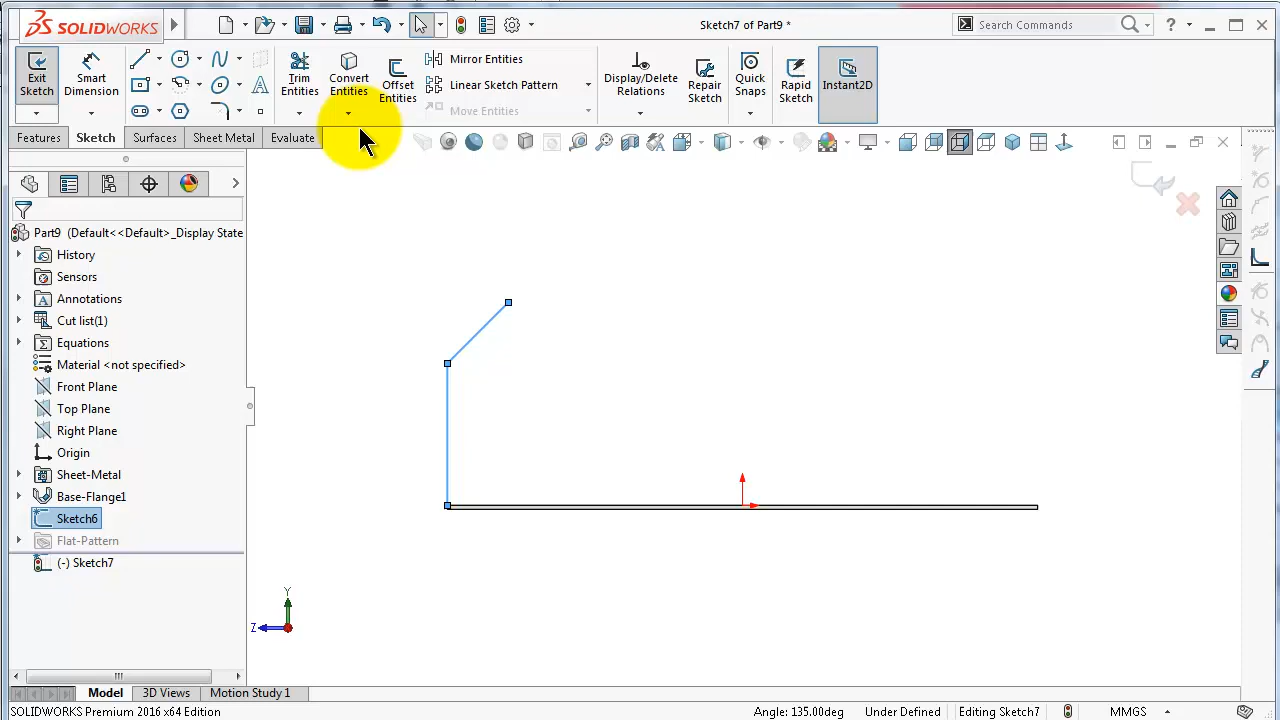 SOLIDWORKS
Sketch7 of Part9 *
Search Commands
Exit Sketch
Smart Dimension
Trim Entities
Convert Entities
Offset Entities
Mirror Entities
Linear Sketch Pattern
Move Entities
Display/Delete Relations
Repair Sketch
Quick Snaps
Rapid Sketch
Instant2D
Features
Sketch
Surfaces
Sheet Metal
Evaluate
Part9 (Default<<Default>_Display State
History
Sensors
Annotations
Cut list(1)
Equations
Material <not specified>
Front Plane
Top Plane
Right Plane
Origin
Sheet-Metal
Base-Flange1
Sketch6
Flat-Pattern
(-) Sketch7
Y
Z
Model
3D Views
Motion Study 1
SOLIDWORKS Premium 2016 x64 Edition
Angle: 135.00deg
Under Defined
Editing Sketch7
MMGS